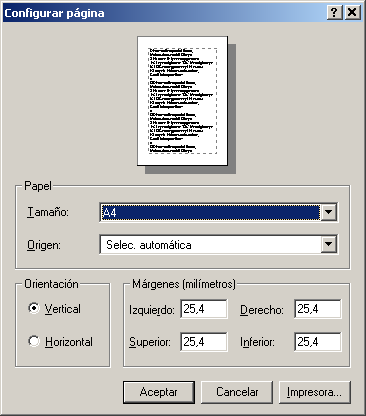 Configurar página
Papel
Tamaño: A4
Origen: Selec. automática
Orientación
Vertical
Horizontal
Márgenes (milímetros)
Izquierdo: 25,4 Derecho: 25,4
Superior: 25,4 Inferior: 25,4
Aceptar Cancelar Impresora...